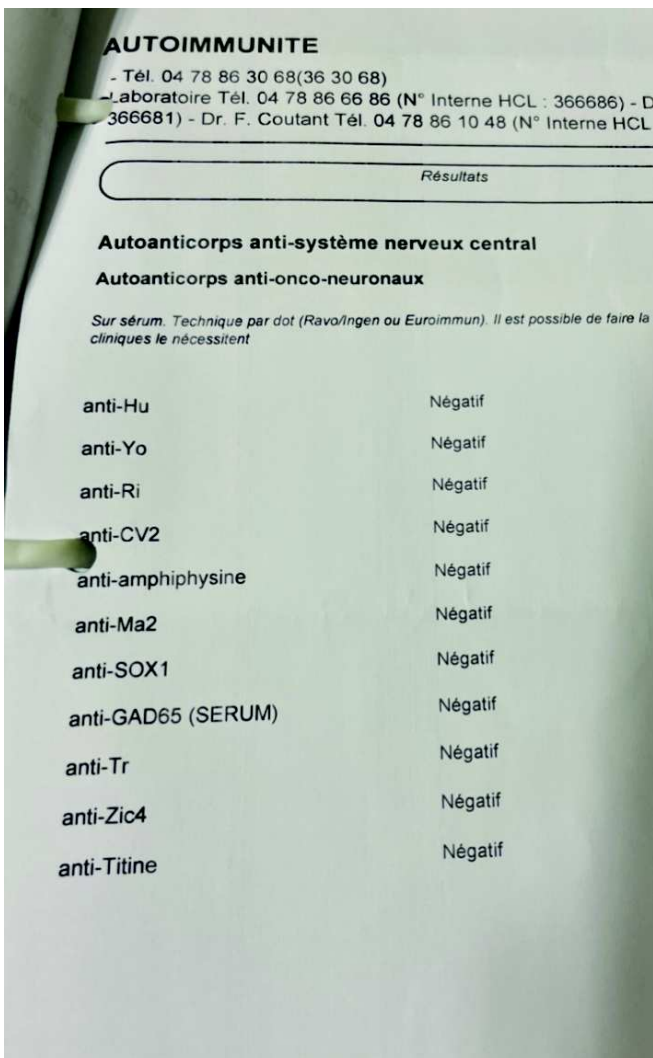 AUTOIMMUNITE
- Tél. 04 78 86 30 68(36 30 68)
Laboratoire Tél. 04 78 86 66 86 (N° Interne HCL : 366686) - D
366681) - Dr. F. Coutant Tél. 04 78 86 10 48 (N° Interne HCL
Résultats
Autoanticorps anti-système nerveux central
Autoanticorps anti-onco-neuronaux
Sur sérum. Technique par dot (Ravo/Ingen ou Euroimmun). Il est possible de faire la
cliniques le nécessitent
anti-Hu Négatif
anti-Yo Négatif
anti-Ri Négatif
anti-CV2 Négatif
anti-amphiphysine Négatif
anti-Ma2 Négatif
anti-SOX1 Négatif
anti-GAD65 (SERUM) Négatif
anti-Tr Négatif
anti-Zic4 Négatif
anti-Titine Négatif